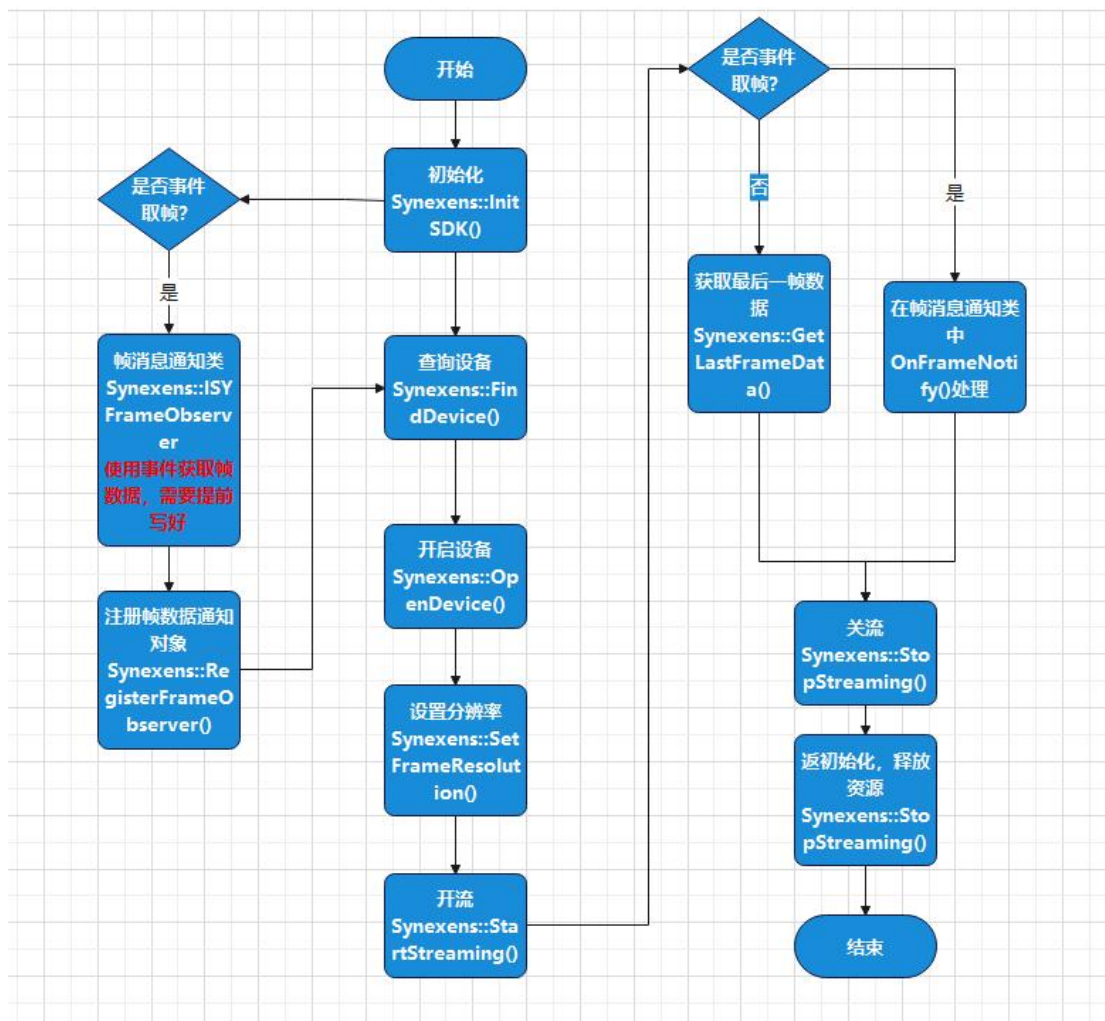 开始
初始化
Synexens::Init
SDK()
是否事件
取帧?
是
帧消息通知类
Synexens::ISY
FrameObserv
er
使用事件获取帧
数据，需要提前
写好
注册帧数据通知
对象
Synexens::Re
gisterFrameO
bserver()
查询设备
Synexens::Fin
dDevice()
开启设备
Synexens::Op
enDevice()
设置分辨率
Synexens::Set
FrameResolut
ion()
开流
Synexens::Sta
rtStreaming()
是否事件
取帧?
否
是
获取最后一帧数
据
Synexens::Get
LastFrameDat
a()
在帧消息通知类
中
OnFrameNoti
fy()处理
关流
Synexens::Sto
pStreaming()
返初始化，释放
资源
Synexens::Sto
pStreaming()
结束